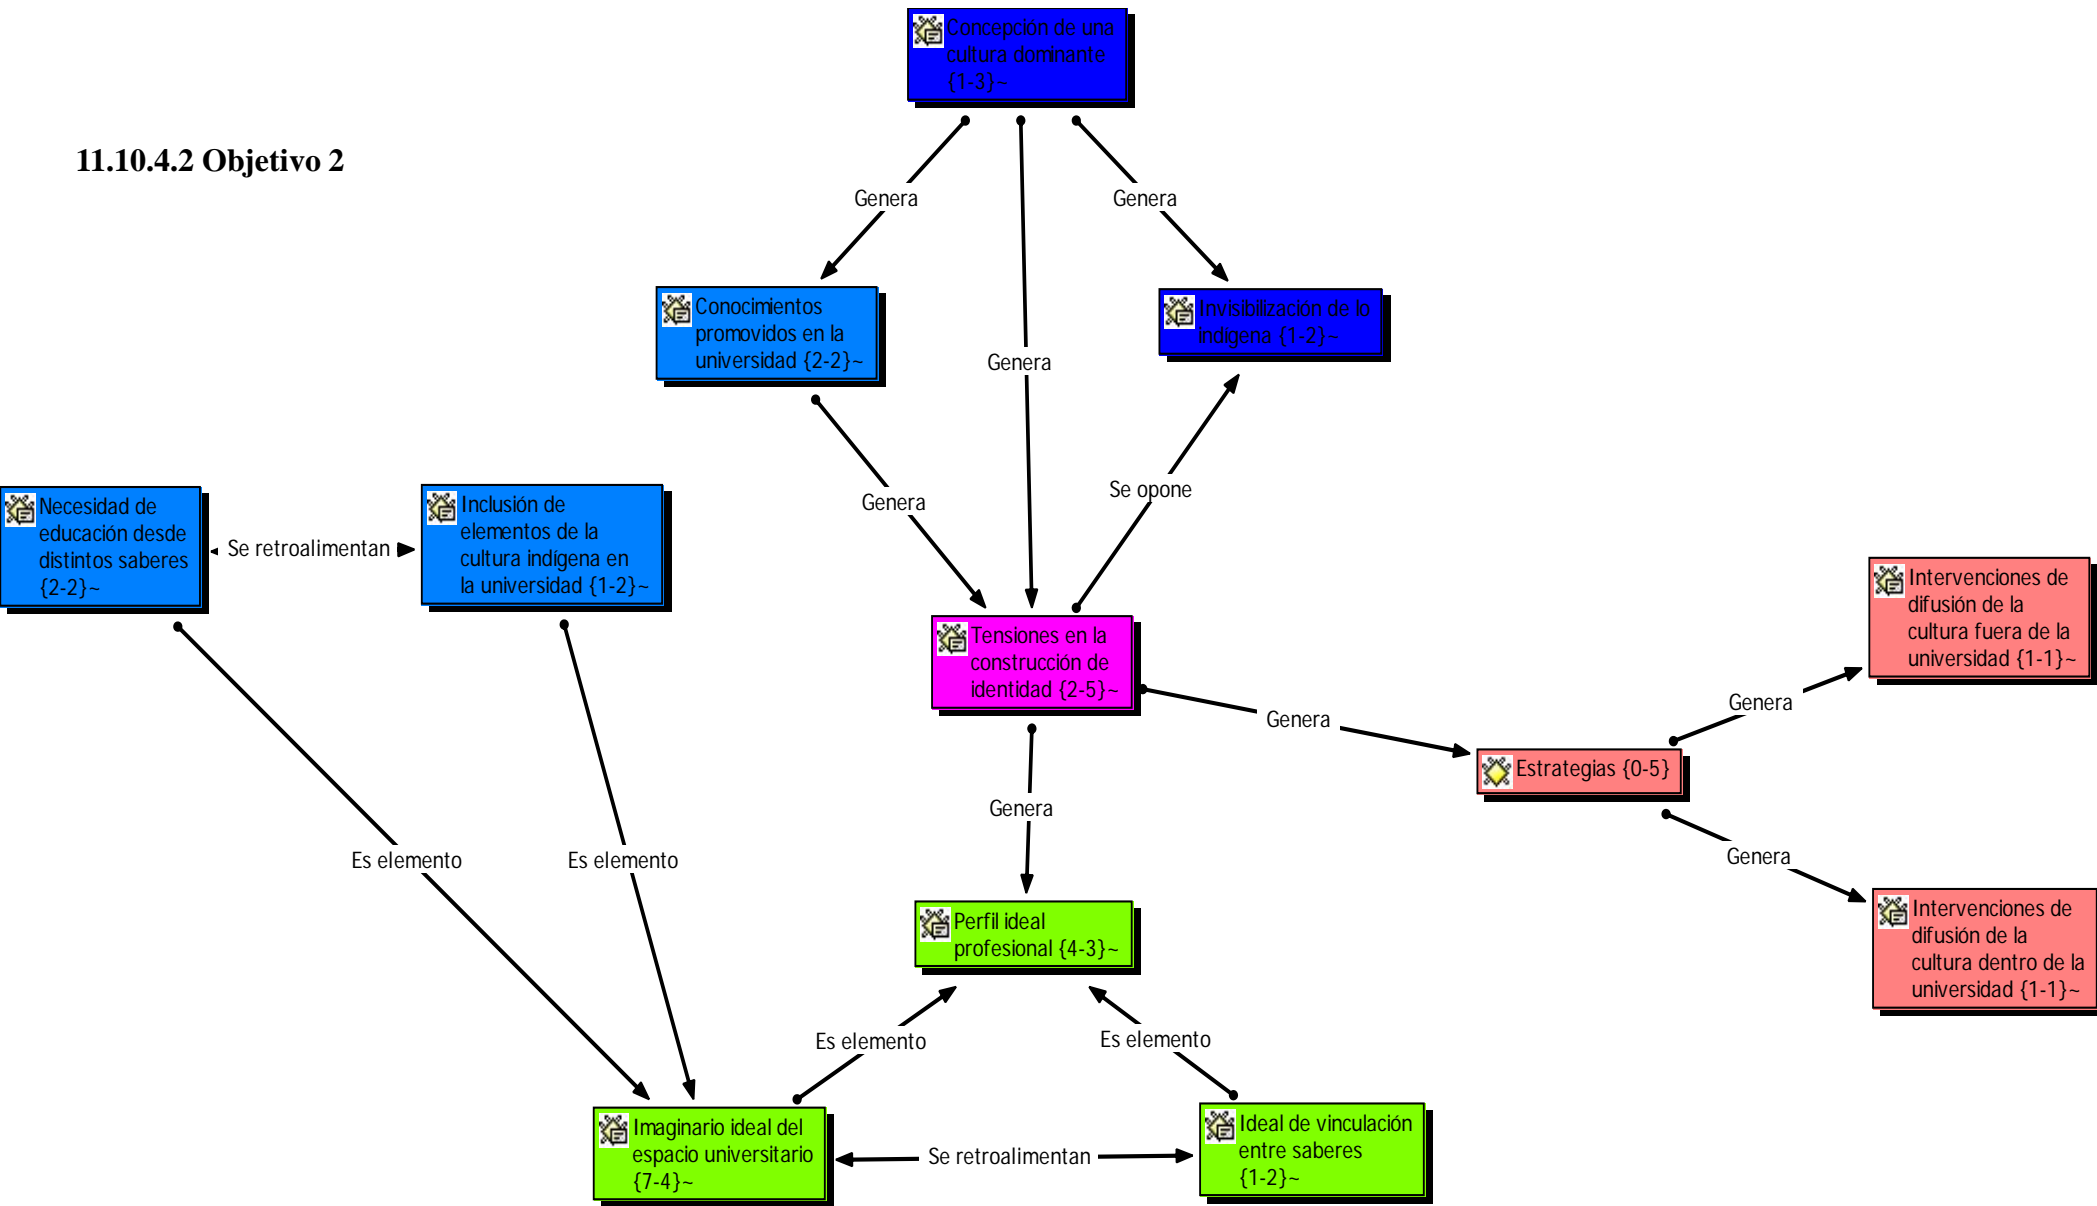 Concepción de una
cultura dominante
{1-3}~
11.10.4.2 Objetivo 2
Genera
Genera
Conocimientos
promovidos en la
universidad {2-2}~
Invisibilización de lo
indígena {1-2}~
Genera
Se opone
Genera
Necesidad de
educación desde
distintos saberes
{2-2}~
Se retroalimentan
Inclusión de
elementos de la
cultura indígena en
la universidad {1-2}~
Tensiones en la
construcción de
identidad {2-5}~
Intervenciones de
difusión de la
cultura fuera de la
universidad {1-1}~
Genera
Genera
Estrategias {0-5}
Genera
Genera
Es elemento
Es elemento
Perfil ideal
profesional {4-3}~
Intervenciones de
difusión de la
cultura dentro de la
universidad {1-1}~
Es elemento
Es elemento
Imaginario ideal del
espacio universitario
{7-4}~
Se retroalimentan
Ideal de vinculación
entre saberes
{1-2}~